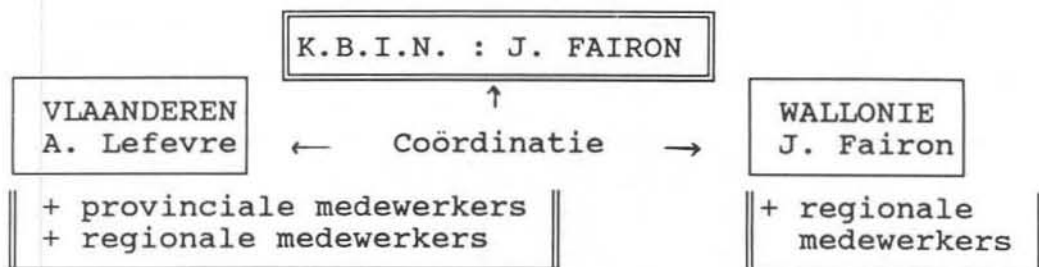 K.B.I.N. : J. FAIRON
VLAANDEREN
A. Lefevre
↑
← Coördinatie →
WALLONIE
J. Fairon
+ provinciale medewerkers
+ regionale medewerkers
+ regionale
medewerkers